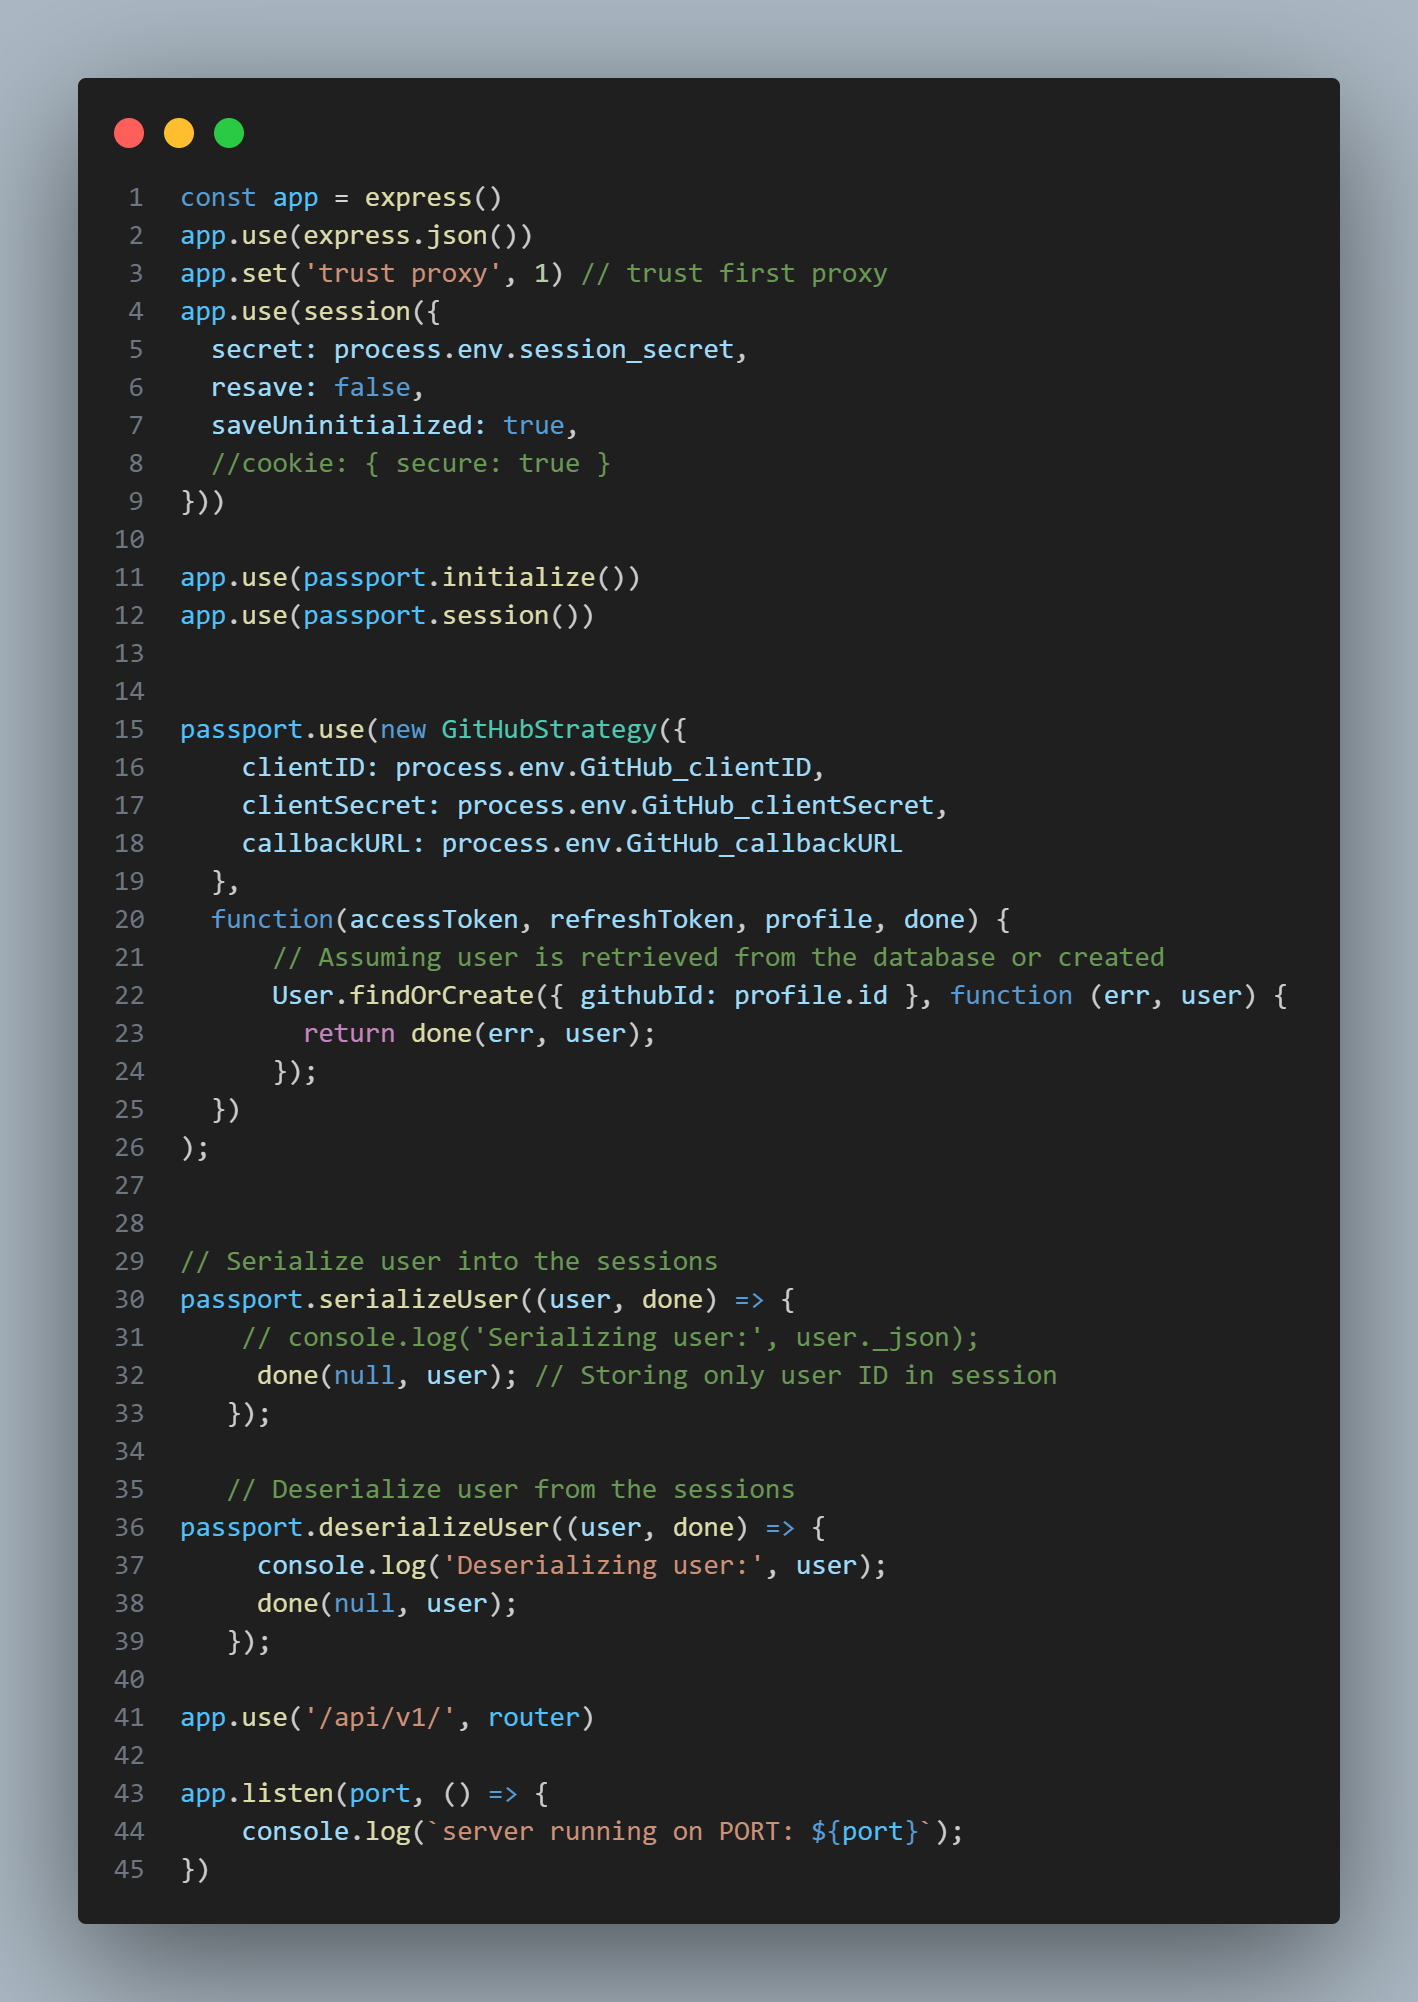 1 const app = express()
2 app.use(express.json())
3 app.set('trust proxy', 1) // trust first proxy
4 app.use(session({
5   secret: process.env.session_secret,
6   resave: false,
7   saveUninitialized: true,
8   //cookie: { secure: true }
9 }))
10
11 app.use(passport.initialize())
12 app.use(passport.session())
13
14
15 passport.use(new GitHubStrategy({
16     clientID: process.env.GitHub_clientID,
17     clientSecret: process.env.GitHub_clientSecret,
18     callbackURL: process.env.GitHub_callbackURL
19   },
20   function(accessToken, refreshToken, profile, done) {
21       // Assuming user is retrieved from the database or created
22       User.findOrCreate({ githubId: profile.id }, function (err, user) {
23         return done(err, user);
24       });
25   })
26 );
27
28
29 // Serialize user into the sessions
30 passport.serializeUser((user, done) => {
31     // console.log('Serializing user:', user._json);
32      done(null, user); // Storing only user ID in session
33    });
34
35    // Deserialize user from the sessions
36 passport.deserializeUser((user, done) => {
37      console.log('Deserializing user:', user);
38      done(null, user);
39    });
40
41 app.use('/api/v1/', router)
42
43 app.listen(port, () => {
44     console.log(`server running on PORT: ${port}`);
45 })